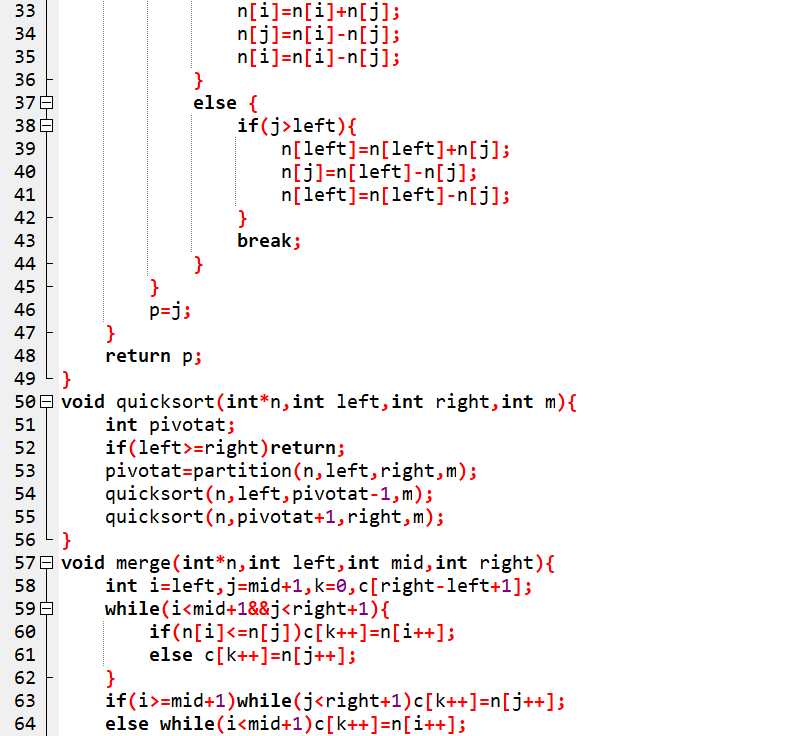 33 n[i]=n[i]+n[j];
34 n[j]=n[i]-n[j];
35 n[i]=n[i]-n[j];
36 }
37 else {
38 if(j>left){
39 n[left]=n[left]+n[j];
40 n[j]=n[left]-n[j];
41 n[left]=n[left]-n[j];
42 }
43 break;
44 }
45 }
46 p=j;
47 }
48 return p;
49 }
50 void quicksort(int*n,int left,int right,int m){
51 int pivotat;
52 if(left>=right)return;
53 pivotat=partition(n,left,right,m);
54 quicksort(n,left,pivotat-1,m);
55 quicksort(n,pivotat+1,right,m);
56 }
57 void merge(int*n,int left,int mid,int right){
58 int i=left,j=mid+1,k=0,c[right-left+1];
59 while(i<mid+1&&j<right+1){
60 if(n[i]<=n[j])c[k++]=n[i++];
61 else c[k++]=n[j++];
62 }
63 if(i>=mid+1)while(j<right+1)c[k++]=n[j++];
64 else while(i<mid+1)c[k++]=n[i++];